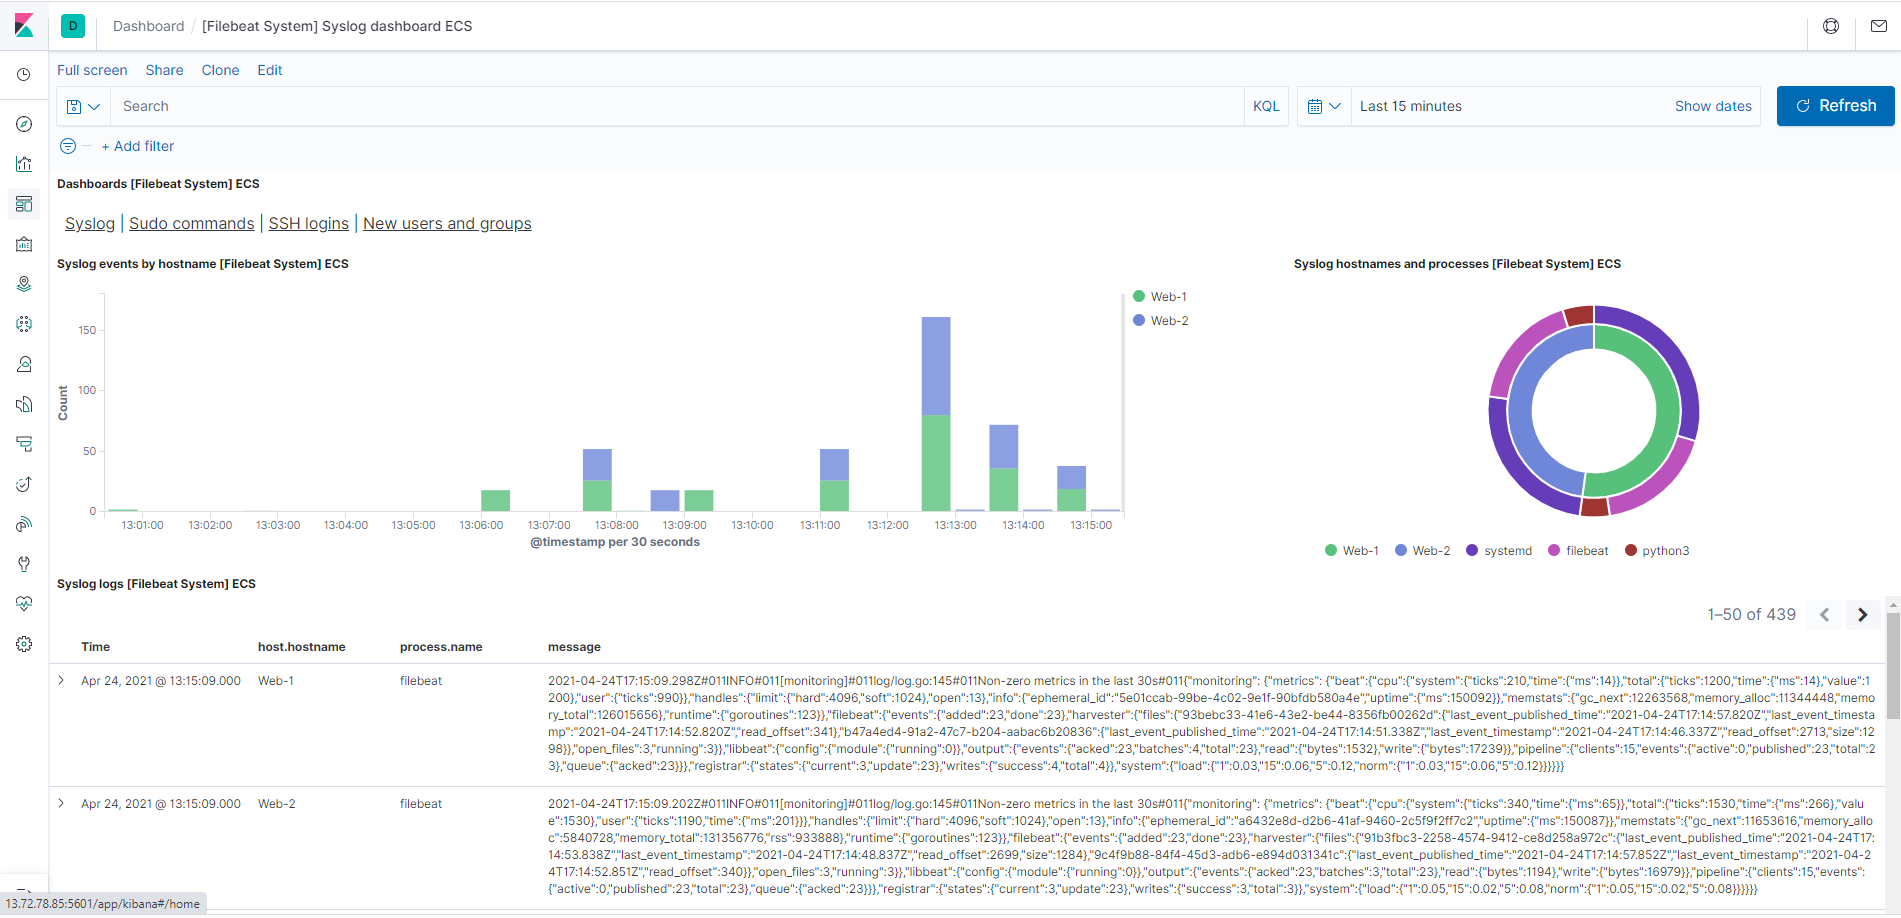 D Dashboard / [Filebeat System] Syslog dashboard ECS
Full screen Share Clone Edit
Search KQL Last 15 minutes Show dates Refresh
+ Add filter
Dashboards [Filebeat System] ECS
Syslog | Sudo commands | SSH logins | New users and groups
Syslog events by hostname [Filebeat System] ECS
Count
150
100
50
0
13:01:00 13:02:00 13:03:00 13:04:00 13:05:00 13:06:00 13:07:00 13:08:00 13:09:00 13:10:00 13:11:00 13:12:00 13:13:00 13:14:00 13:15:00
@timestamp per 30 seconds
Web-1
Web-2
Syslog hostnames and processes [Filebeat System] ECS
Web-1 Web-2 systemd filebeat python3
Syslog logs [Filebeat System] ECS
1–50 of 439
Time host.hostname process.name message
Apr 24, 2021 @ 13:15:09.000 Web-1 filebeat 2021-04-24T17:15:09.298Z#011INFO#011[monitoring]#011log/log.go:145#011Non-zero metrics in the last 30s#011{"monitoring": {"metrics": {"beat":{"cpu":{"system":{"ticks":210,"time":{"ms":14}},"total":{"ticks":1200,"time":{"ms":14},"value":1
200},"user":{"ticks":990}},"handles":{"limit":{"hard":4096,"soft":1024},"open":13},"info":{"ephemeral_id":"5e01ccab-99be-4c02-9e1f-90bfdb580a4e","uptime":{"ms":150092}},"memstats":{"gc_next":12263568,"memory_alloc":11344448,"memo
ry_total":126015656},"runtime":{"goroutines":123}},"filebeat":{"events":{"added":23,"done":23},"harvester":{"files":{"93bebc33-41e6-43e2-be44-8356fb00262d":{"last_event_published_time":"2021-04-24T17:14:57.820Z","last_event_timesta
mp":"2021-04-24T17:14:52.820Z","read_offset":341},"b47a4ed4-91a2-47c7-b204-aabac6b20836":{"last_event_published_time":"2021-04-24T17:14:51.338Z","last_event_timestamp":"2021-04-24T17:14:46.337Z","read_offset":2713,"size":12
98}},"open_files":3,"running":3}},"libbeat":{"config":{"module":{"running":0}},"output":{"events":{"acked":23,"batches":4,"total":23},"read":{"bytes":1532},"write":{"bytes":17239}},"pipeline":{"clients":15,"events":{"active":0,"published":23,"total":2
3},"queue":{"acked":23}}},"registrar":{"states":{"current":3,"update":23},"writes":{"success":4,"total":4}},"system":{"load":{"1":0.03,"15":0.06,"5":0.12,"norm":{"1":0.03,"15":0.06,"5":0.12}}}}}}
Apr 24, 2021 @ 13:15:09.000 Web-2 filebeat 2021-04-24T17:15:09.202Z#011INFO#011[monitoring]#011log/log.go:145#011Non-zero metrics in the last 30s#011{"monitoring": {"metrics": {"beat":{"cpu":{"system":{"ticks":340,"time":{"ms":65}},"total":{"ticks":1530,"time":{"ms":266},"valu
e":1530},"user":{"ticks":1190,"time":{"ms":201}}},"handles":{"limit":{"hard":4096,"soft":1024},"open":13},"info":{"ephemeral_id":"a6432e8d-d2b6-41af-9460-2c5f9f2ff7c2","uptime":{"ms":150087}},"memstats":{"gc_next":11653616,"memory_allo
c":5840728,"memory_total":131356776,"rss":933888},"runtime":{"goroutines":123}},"filebeat":{"events":{"added":23,"done":23},"harvester":{"files":{"91b3fbc3-2258-4574-9412-ce8d258a972c":{"last_event_published_time":"2021-04-24T17:
14:53.838Z","last_event_timestamp":"2021-04-24T17:14:48.837Z","read_offset":2699,"size":1284},"9c4f9b88-84f4-45d3-adb6-e894d031341c":{"last_event_published_time":"2021-04-24T17:14:57.852Z","last_event_timestamp":"2021-04-2
4T17:14:52.851Z","read_offset":340}},"open_files":3,"running":3}},"libbeat":{"config":{"module":{"running":0}},"output":{"events":{"acked":23,"batches":3,"total":23},"read":{"bytes":1194},"write":{"bytes":16979}},"pipeline":{"clients":15,"events":
{"active":0,"published":23,"total":23},"queue":{"acked":23}}},"registrar":{"states":{"current":3,"update":23},"writes":{"success":3,"total":3}},"system":{"load":{"1":0.05,"15":0.02,"5":0.08,"norm":{"1":0.05,"15":0.02,"5":0.08}}}}}}
13.72.78.85:5601/app/kibana#/home